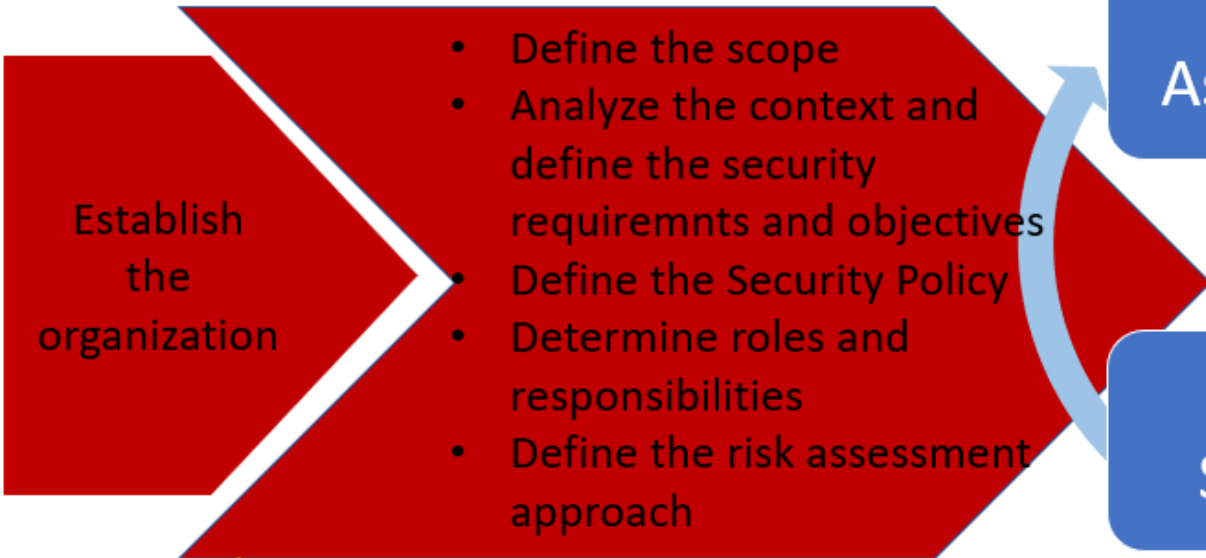 Establish
the
organization
• Define the scope
• Analyze the context and
define the security
requiremnts and objectives
• Define the Security Policy
• Determine roles and
responsibilities
• Define the risk assessment
approach